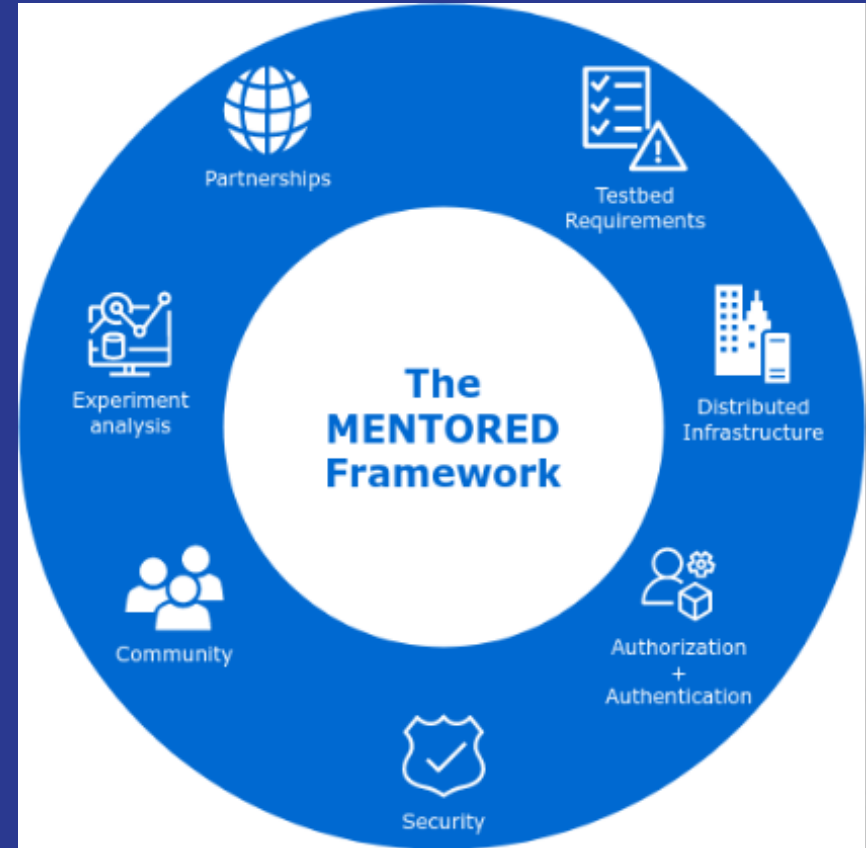 Partnerships
Testbed
Requirements
Experiment
analysis
The
MENTORED
Framework
Distributed
Infrastructure
Community
Authorization
+
Authentication
Security